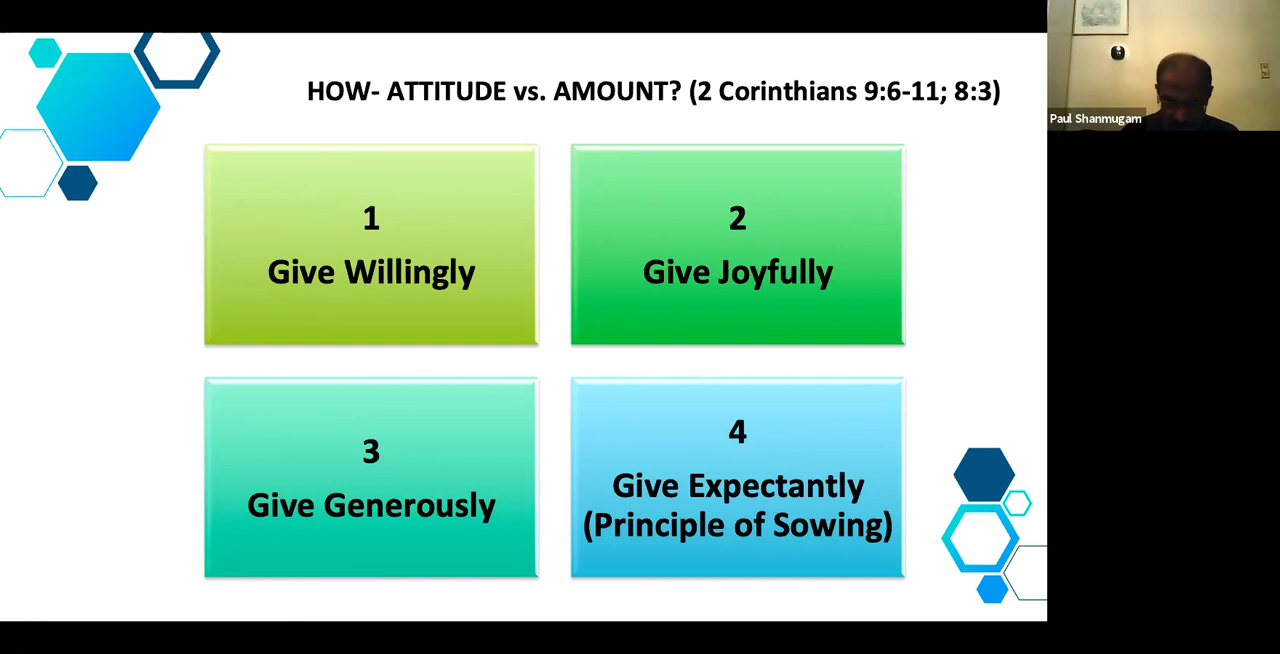 HOW- ATTITUDE vs. AMOUNT? (2 Corinthians 9:6-11; 8:3)
Paul Shanmugam
1
Give Willingly
2
Give Joyfully
3
Give Generously
4
Give Expectantly
(Principle of Sowing)